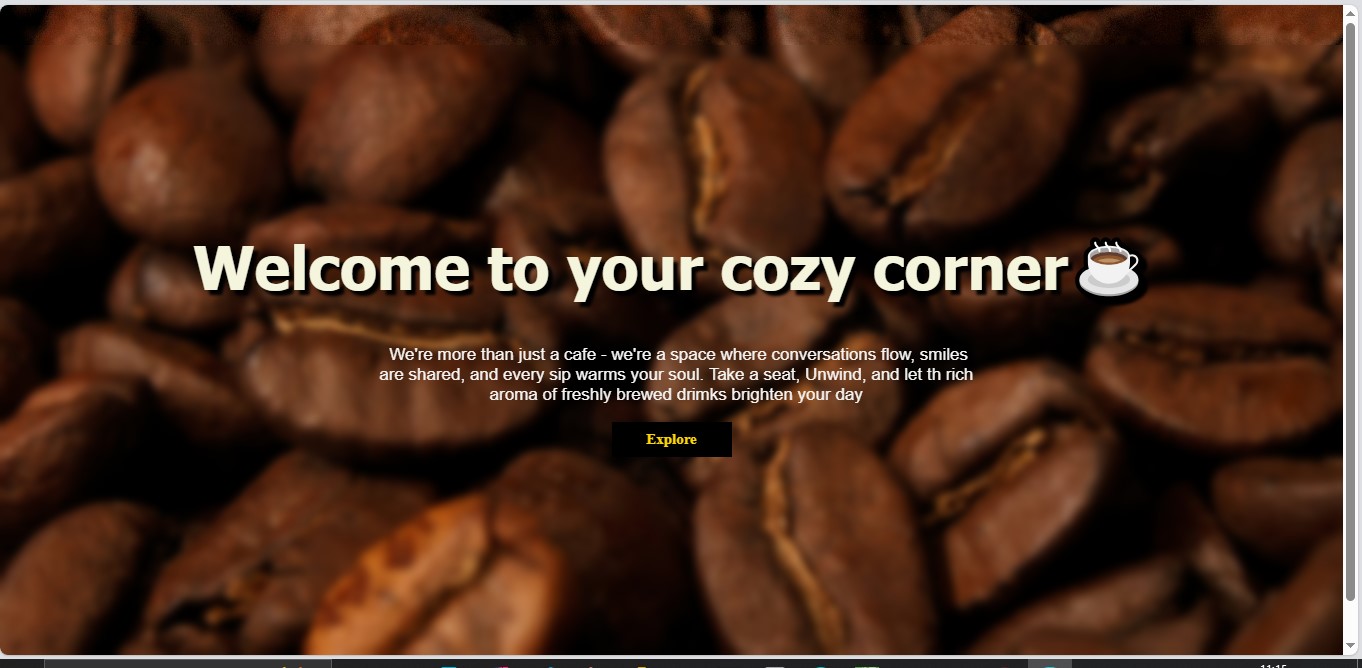 Welcome to your cozy corner☕
We're more than just a cafe - we're a space where conversations flow, smiles
are shared, and every sip warms your soul. Take a seat, Unwind, and let th rich
aroma of freshly brewed drimks brighten your day
Explore